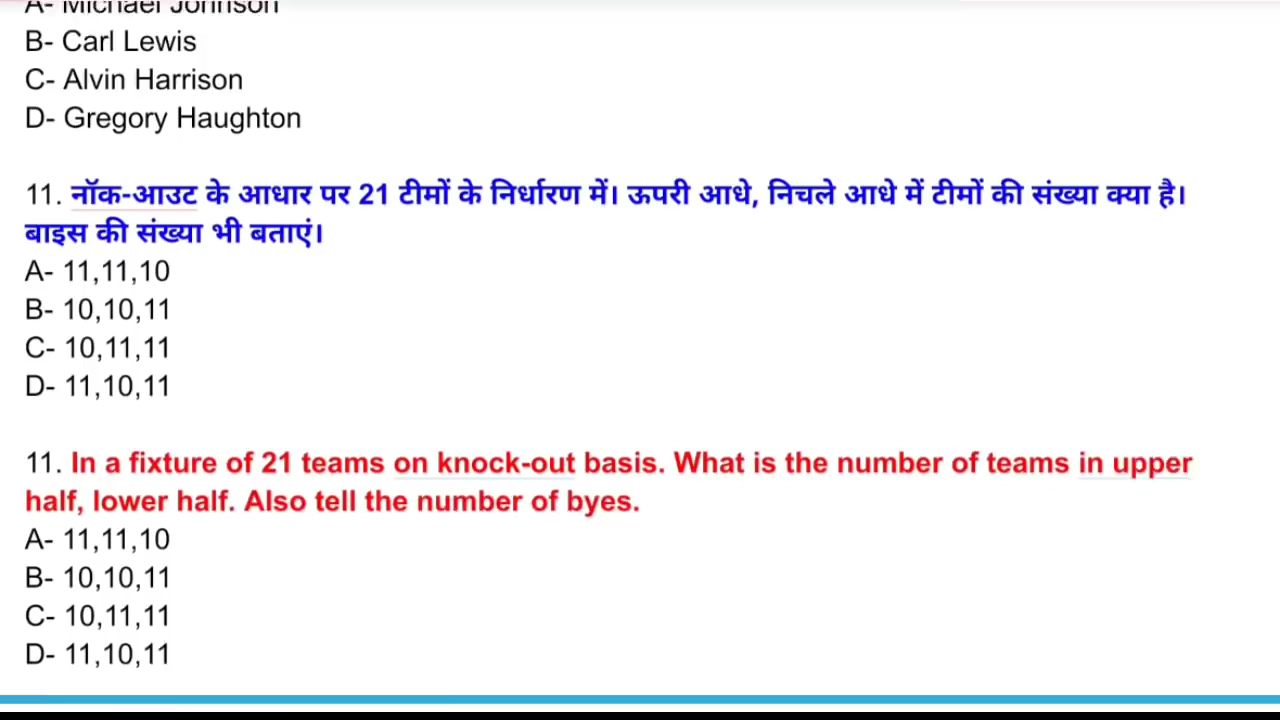 A- Michael Johnson
B- Carl Lewis
C- Alvin Harrison
D- Gregory Haughton
11. नॉक-आउट के आधार पर 21 टीमों के निर्धारण में। ऊपरी आधे, निचले आधे में टीमों की संख्या क्या है।
बाइस की संख्या भी बताएं।
A- 11,11,10
B- 10,10,11
C- 10,11,11
D- 11,10,11
11. In a fixture of 21 teams on knock-out basis. What is the number of teams in upper
half, lower half. Also tell the number of byes.
A- 11,11,10
B- 10,10,11
C- 10,11,11
D- 11,10,11